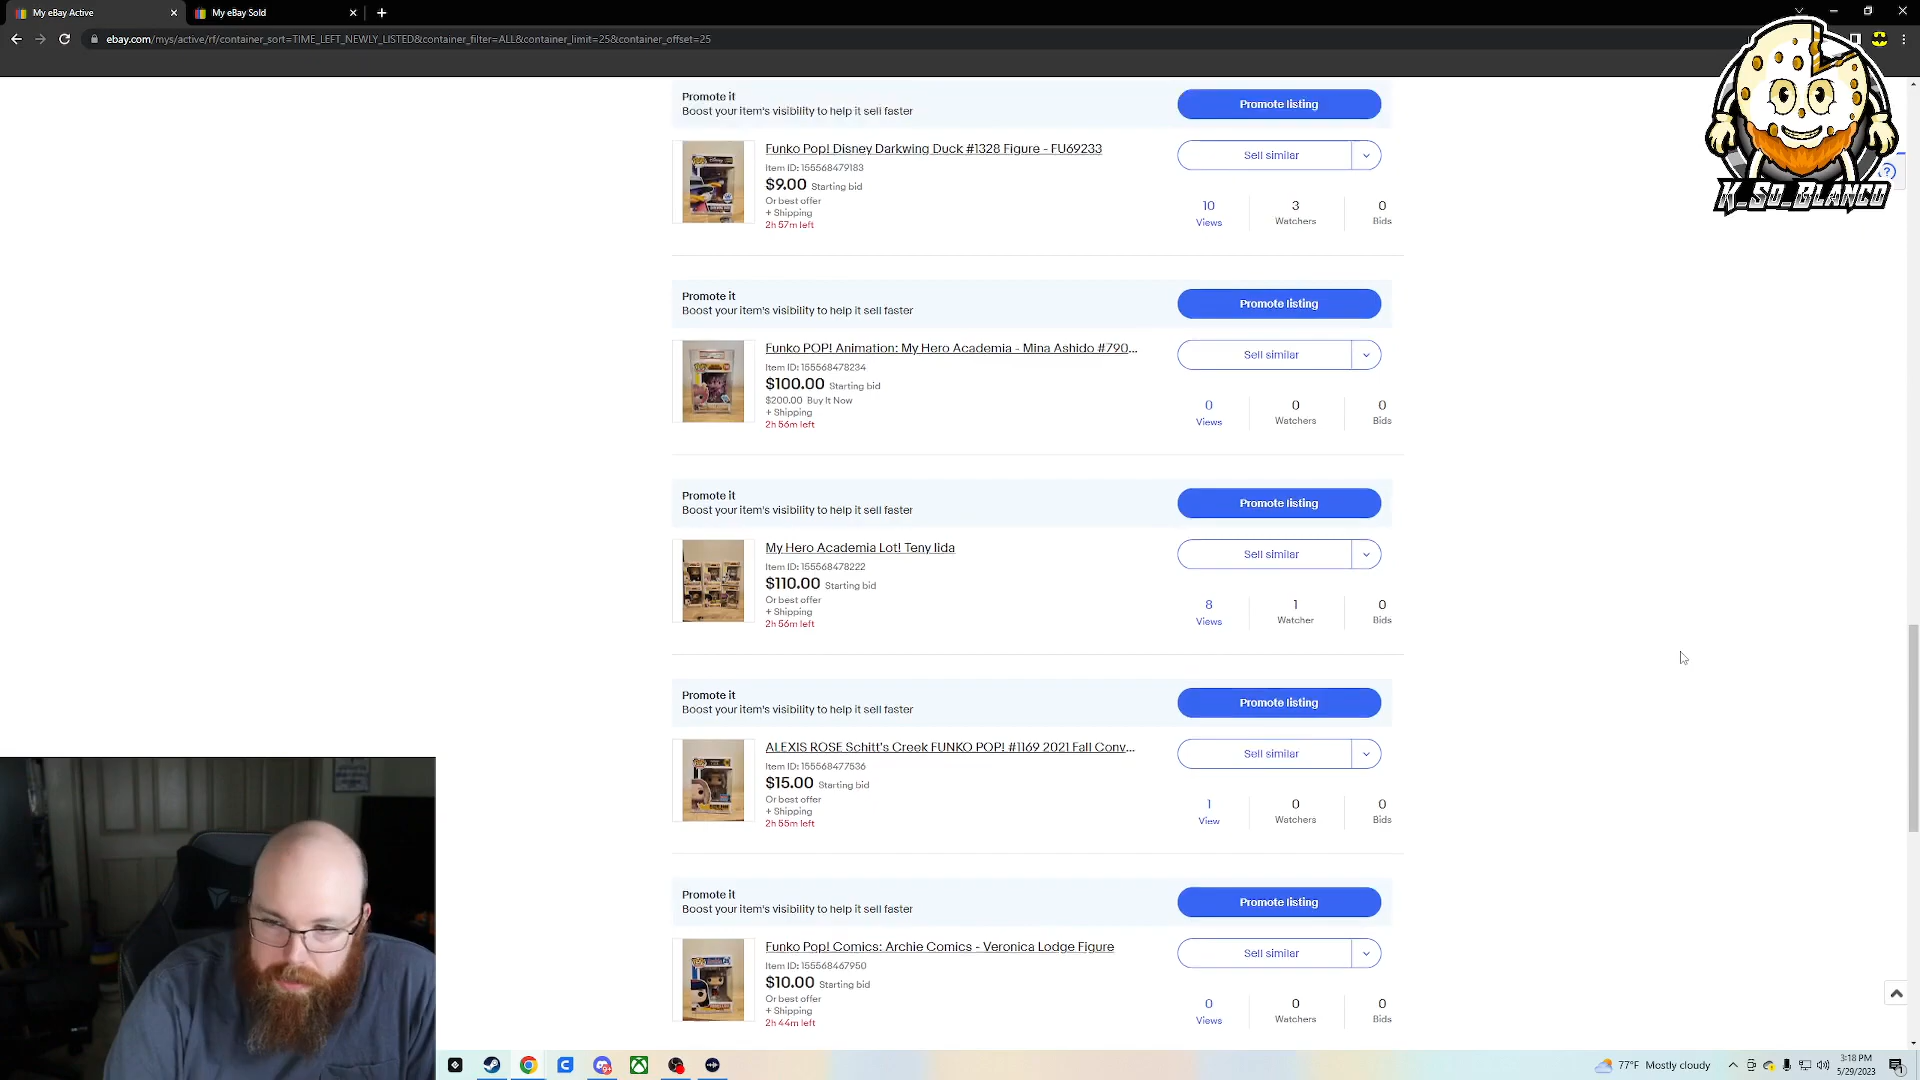 My eBay Active
My eBay Sold
ebay.com/mys/active/rf/container_sort=TIME_LEFT_NEWLY_LISTED&container_filter=ALL&container_limit=25&container_offset=25
K_So_Blanco
Promote it
Boost your item's visibility to help it sell faster
Promote listing
Funko Pop! Disney Darkwing Duck #1328 Figure - FU69233
Item ID: 155568479183
$9.00 Starting bid
Or best offer
+ Shipping
2h 57m left
Sell similar
10 3 0
Views Watchers Bids
Promote it
Boost your item's visibility to help it sell faster
Promote listing
Funko POP! Animation: My Hero Academia - Mina Ashido #790...
Item ID: 155568478234
$100.00 Starting bid
$200.00 Buy It Now
+ Shipping
2h 56m left
Sell similar
0 0 0
Views Watchers Bids
Promote it
Boost your item's visibility to help it sell faster
Promote listing
My Hero Academia Lot! Teny Iida
Item ID: 155568478222
$110.00 Starting bid
Or best offer
+ Shipping
2h 56m left
Sell similar
8 1 0
Views Watcher Bids
Promote it
Boost your item's visibility to help it sell faster
Promote listing
ALEXIS ROSE Schitt's Creek FUNKO POP! #1169 2021 Fall Conv...
Item ID: 155568477536
$15.00 Starting bid
Or best offer
+ Shipping
2h 55m left
Sell similar
1 0 0
View Watchers Bids
Promote it
Boost your item's visibility to help it sell faster
Promote listing
Funko Pop! Comics: Archie Comics - Veronica Lodge Figure
Item ID: 155568467950
$10.00 Starting bid
Or best offer
+ Shipping
2h 44m left
Sell similar
0 0 0
Views Watchers Bids
77°F Mostly cloudy
3:18 PM
5/29/2023